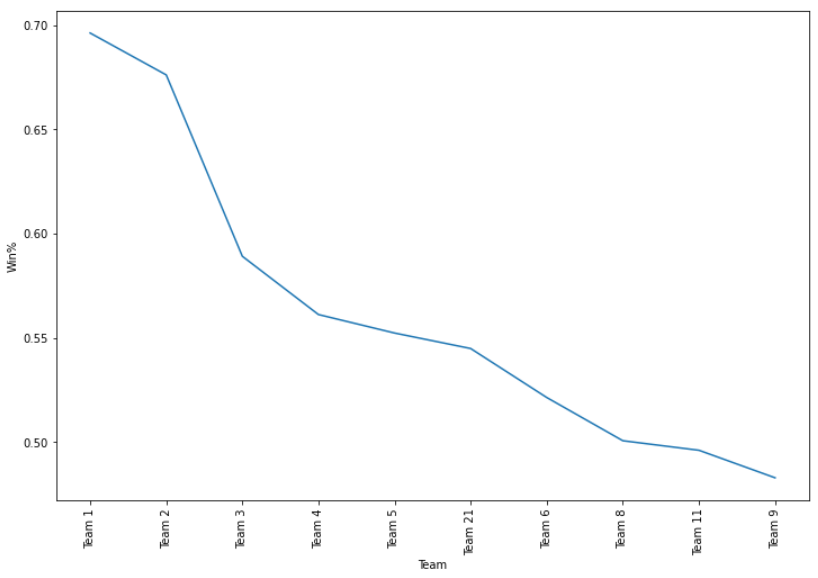 0.70
0.65
0.60
0.55
0.50
Win%
Team 1
Team 2
Team 3
Team 4
Team 5
Team 21
Team 6
Team 8
Team 11
Team 9
Team